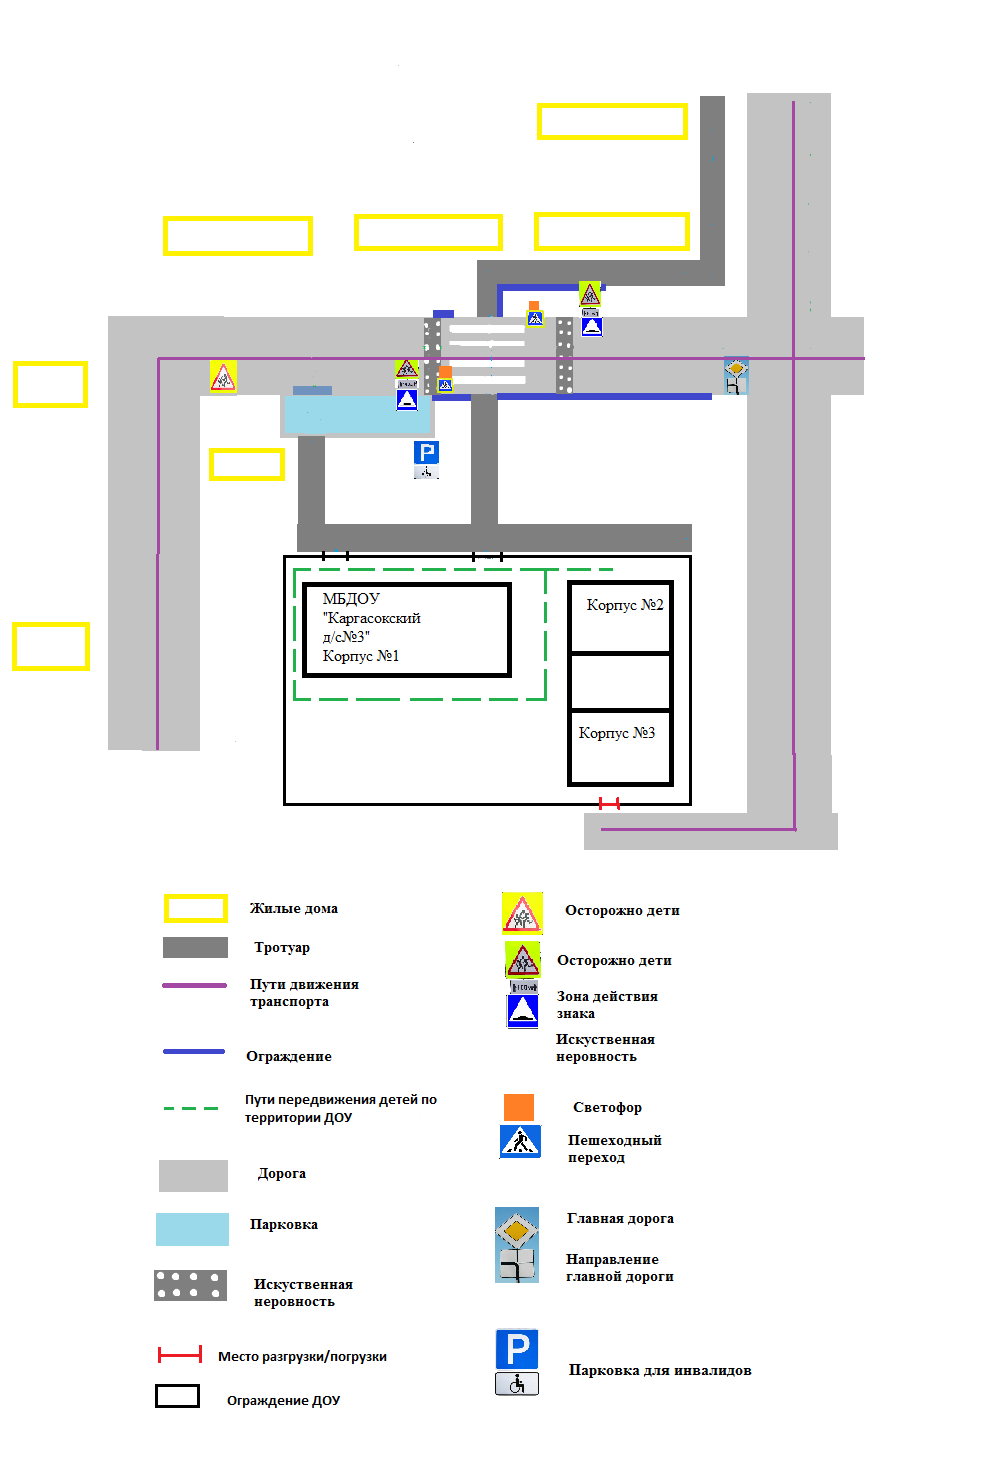 МБДОУ
"Каргасокский
д/с№3"
Корпус №1
Корпус №2
Корпус №3
P
Жилые дома
Тротуар
Пути движения
транспорта
Ограждение
Пути передвижения детей по
территории ДОУ
Дорога
Парковка
Искуственная
неровность
Место разгрузки/погрузки
Ограждение ДОУ
Осторожно дети
Осторожно дети
Зона действия
знака
Искуственная
неровность
Светофор
Пешеходный
переход
Главная дорога
Направление
главной дороги
P
Парковка для инвалидов